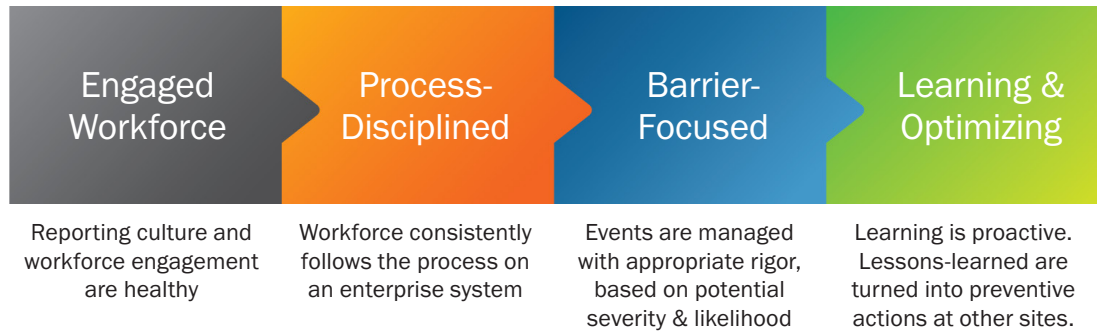 Engaged
Workforce
Process-
Disciplined
Barrier-
Focused
Learning &
Optimizing
Reporting culture and
workforce engagement
are healthy
Workforce consistently
follows the process on
an enterprise system
Events are managed
with appropriate rigor,
based on potential
severity & likelihood
Learning is proactive.
Lessons-learned are
turned into preventive
actions at other sites.